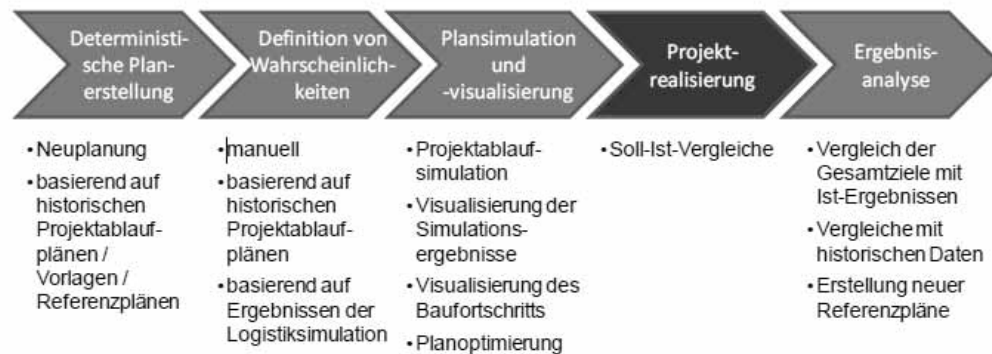 Deterministi-
sche Plan-
erstellung
Definition von
Wahrscheinlich-
keiten
Plansimulation
und
-visualisierung
Projekt-
realisierung
Ergebnis-
analyse
• Neuplanung
• basierend auf
historischen
Projektablauf-
plänen /
Vorlagen /
Referenzplänen
• manuell
• basierend auf
historischen
Projektablauf-
plänen
• basierend auf
Ergebnissen der
Logistiksimulation
• Projektablauf-
simulation
• Visualisierung der
Simulations-
ergebnisse
• Visualisierung des
Baufortschritts
• Planoptimierung
• Soll-Ist-Vergleiche
• Vergleich der
Gesamtziele mit
Ist-Ergebnissen
• Vergleiche mit
historischen Daten
• Erstellung neuer
Referenzpläne